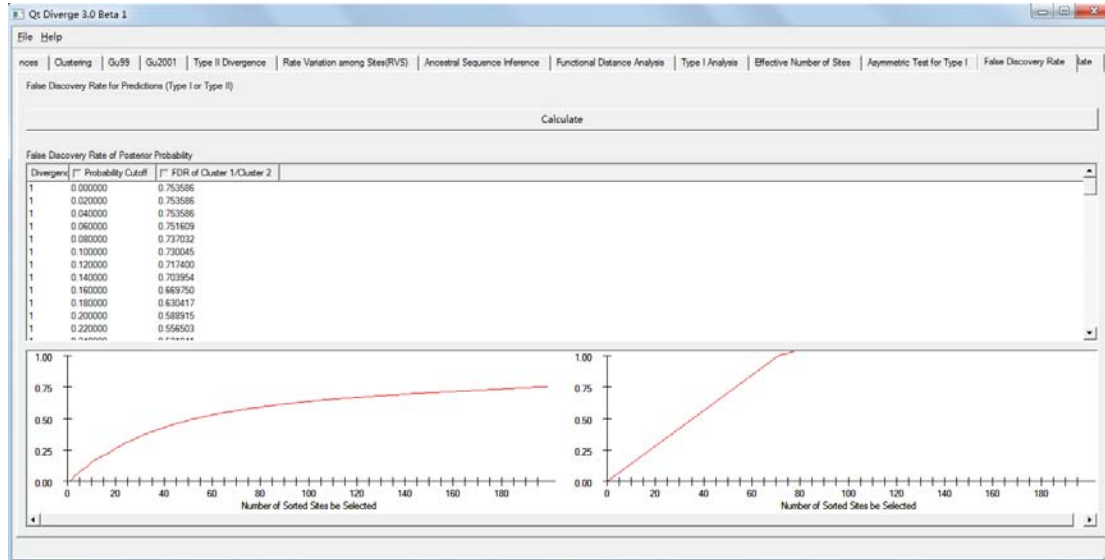 Qt Diverge 3.0 Beta 1
File Help
nces Clustering Gu99 Gu2001 Type II Divergence Rate Variation among Sites(RVS) Ancestral Sequence Inference Functional Distance Analysis Type I Analysis Effective Number of Sites Asymmetric Test for Type I False Discovery Rate late
False Discovery Rate for Predictions (Type I or Type II)
Calculate
False Discovery Rate of Posterior Probability
Divergenc Probability Cutoff FDR of Cluster 1/Cluster 2
1 0.000000 0.753586
1 0.020000 0.753586
1 0.040000 0.753586
1 0.060000 0.751609
1 0.080000 0.737032
1 0.100000 0.730045
1 0.120000 0.717400
1 0.140000 0.703954
1 0.160000 0.669750
1 0.180000 0.630417
1 0.200000 0.588915
1 0.220000 0.556503
1.00
0.75
0.50
0.25
0.00
0 20 40 60 80 100 120 140 160 180
Number of Sorted Sites be Selected
1.00
0.75
0.50
0.25
0.00
0 20 40 60 80 100 120 140 160 180
Number of Sorted Sites be Selected